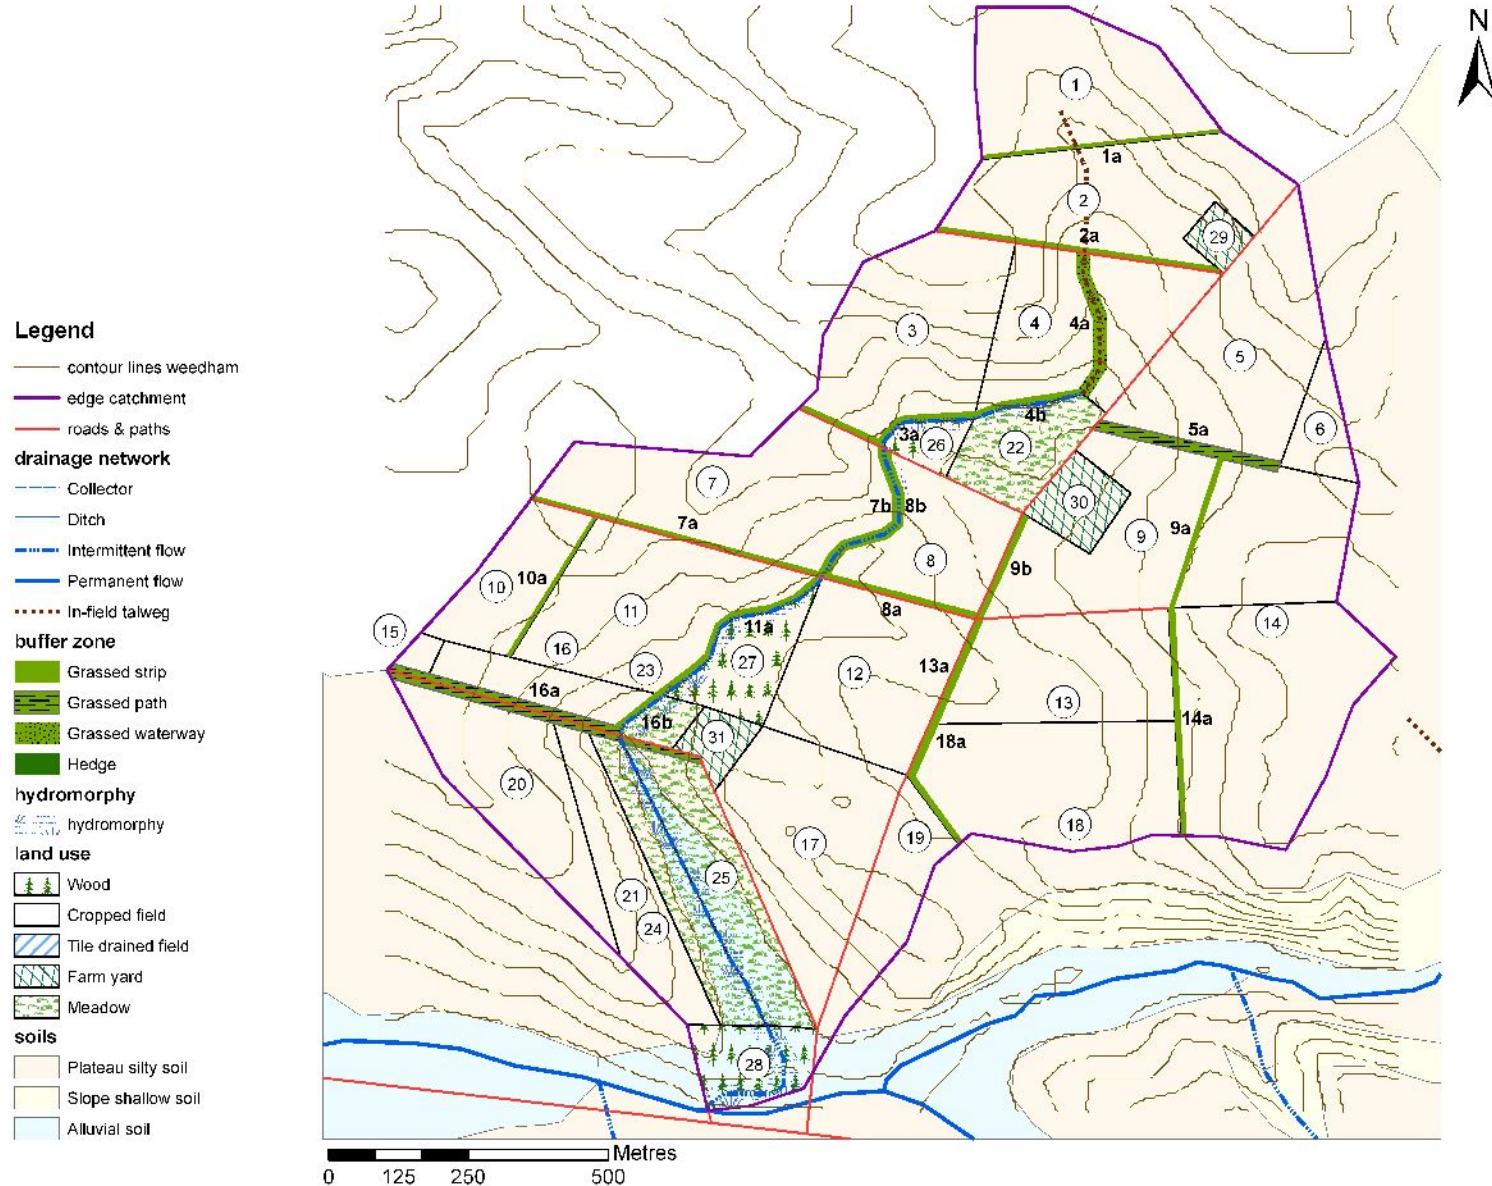 N
1
1a
2
2a
29
3
4
4a
5
4b
3a
26
22
5a
6
7
7a
7b
8b
30
9a
9
8
9b
10
10a
11
8a
14
15
16
23
11a
27
12
13a
16a
16b
31
13
14a
18a
20
17
19
18
25
21
24
28
Legend
contour lines weedham
edge catchment
roads & paths
drainage network
Collector
Ditch
Intermittent flow
Permanent flow
In-field talweg
buffer zone
Grassed strip
Grassed path
Grassed waterway
Hedge
hydromorphy
hydromorphy
land use
Wood
Cropped field
Tile drained field
Farm yard
Meadow
soils
Plateau silty soil
Slope shallow soil
Alluvial soil
Metres
0 125 250 500